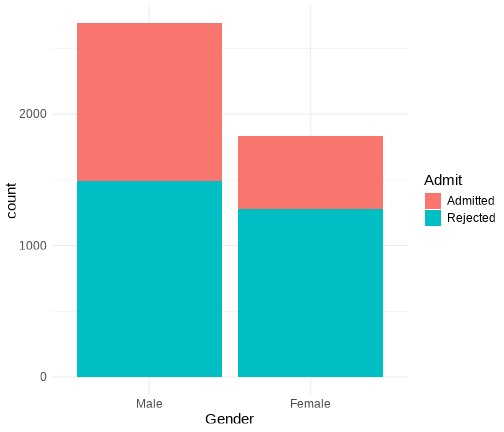 2000
1000
0
count
Male
Female
Gender
Admit
Admitted
Rejected